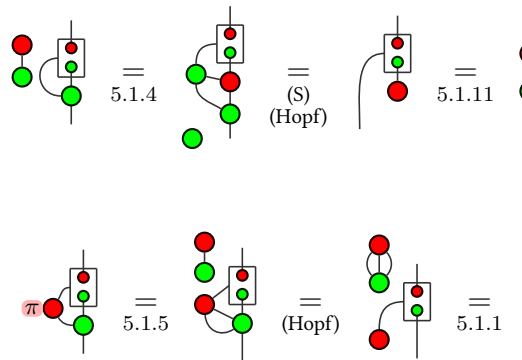 = = =
5.1.4 (S) 5.1.11
(Hopf)
π = = =
5.1.5 (Hopf) 5.1.1